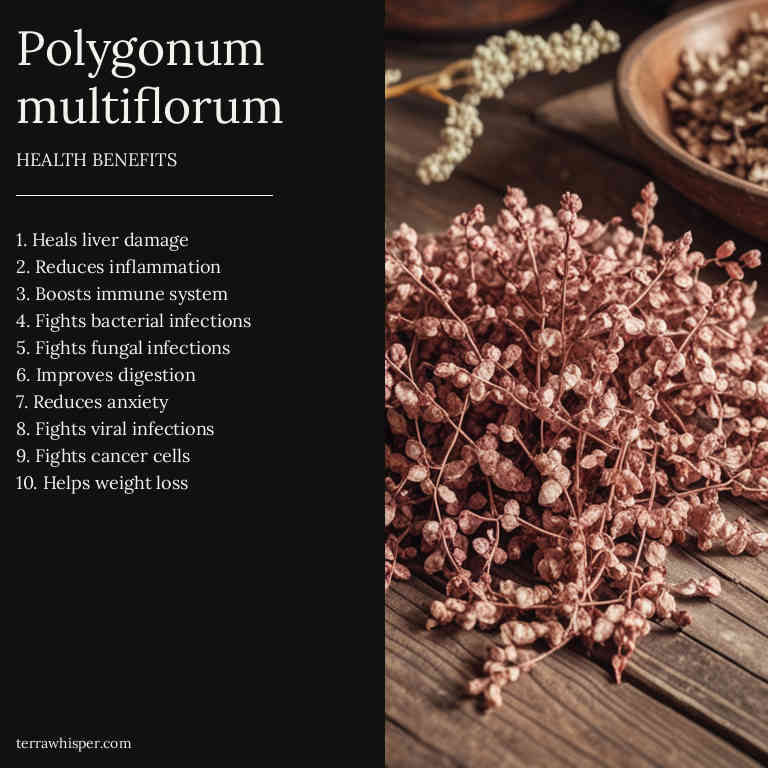 Polygonum
multiflorum
HEALTH BENEFITS
1. Heals liver damage
2. Reduces inflammation
3. Boosts immune system
4. Fights bacterial infections
5. Fights fungal infections
6. Improves digestion
7. Reduces anxiety
8. Fights viral infections
9. Fights cancer cells
10. Helps weight loss
terrawhisper.com